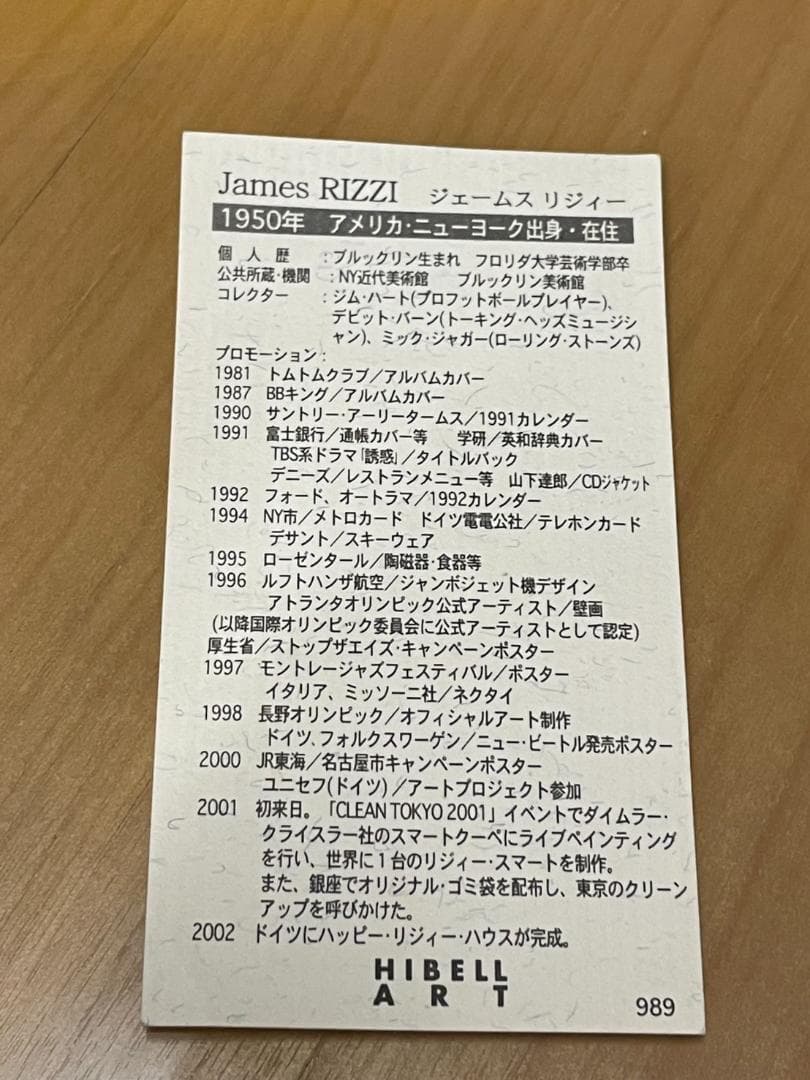 James RIZZI ジェームス リジィー
1950年 アメリカ・ニューヨーク出身・在住
個人歴 :ブルックリン生まれ フロリダ大学芸術学部卒
公共所蔵・機関 :NY近代美術館 ブルックリン美術館
コレクター :ジム・ハート(プロフットボールプレイヤー)、
デビット・バーン(トーキング・ヘッズミュージシ
ャン)、ミック・ジャガー(ローリング・ストーンズ)
プロモーション:
1981 トムトムクラブ/アルバムカバー
1987 BBキング/アルバムカバー
1990 サントリー・アーリータームス/1991カレンダー
1991 富士銀行/通帳カバー等 学研/英和辞典カバー
TBS系ドラマ「誘惑」/タイトルバック
デニーズ/レストランメニュー等 山下達郎/CDジャケット
1992 フォード、オートラマ/1992カレンダー
1994 NY市/メトロカード ドイツ電電公社/テレホンカード
デサント/スキーウェア
1995 ローゼンタール/陶磁器・食器等
1996 ルフトハンザ航空/ジャンボジェット機デザイン
アトランタオリンピック公式アーティスト/壁画
(以降国際オリンピック委員会に公式アーティストとして認定)
厚生省/ストップザエイズ・キャンペーンポスター
1997 モントレージャズフェスティバル/ポスター
イタリア、ミッソーニ社/ネクタイ
1998 長野オリンピック/オフィシャルアート制作
ドイツ、フォルクスワーゲン/ニュー・ビートル発売ポスター
2000 JR東海/名古屋市キャンペーンポスター
ユニセフ(ドイツ)/アートプロジェクト参加
2001 初来日。「CLEAN TOKYO 2001」イベントでダイムラー・
クライスラー社のスマートクーペにライブペインティング
を行い、世界に1台のリジィー・スマートを制作。
また、銀座でオリジナル・ゴミ袋を配布し、東京のクリーン
アップを呼びかけた。
2002 ドイツにハッピー・リジィー・ハウスが完成。
HIBELL
ART
989